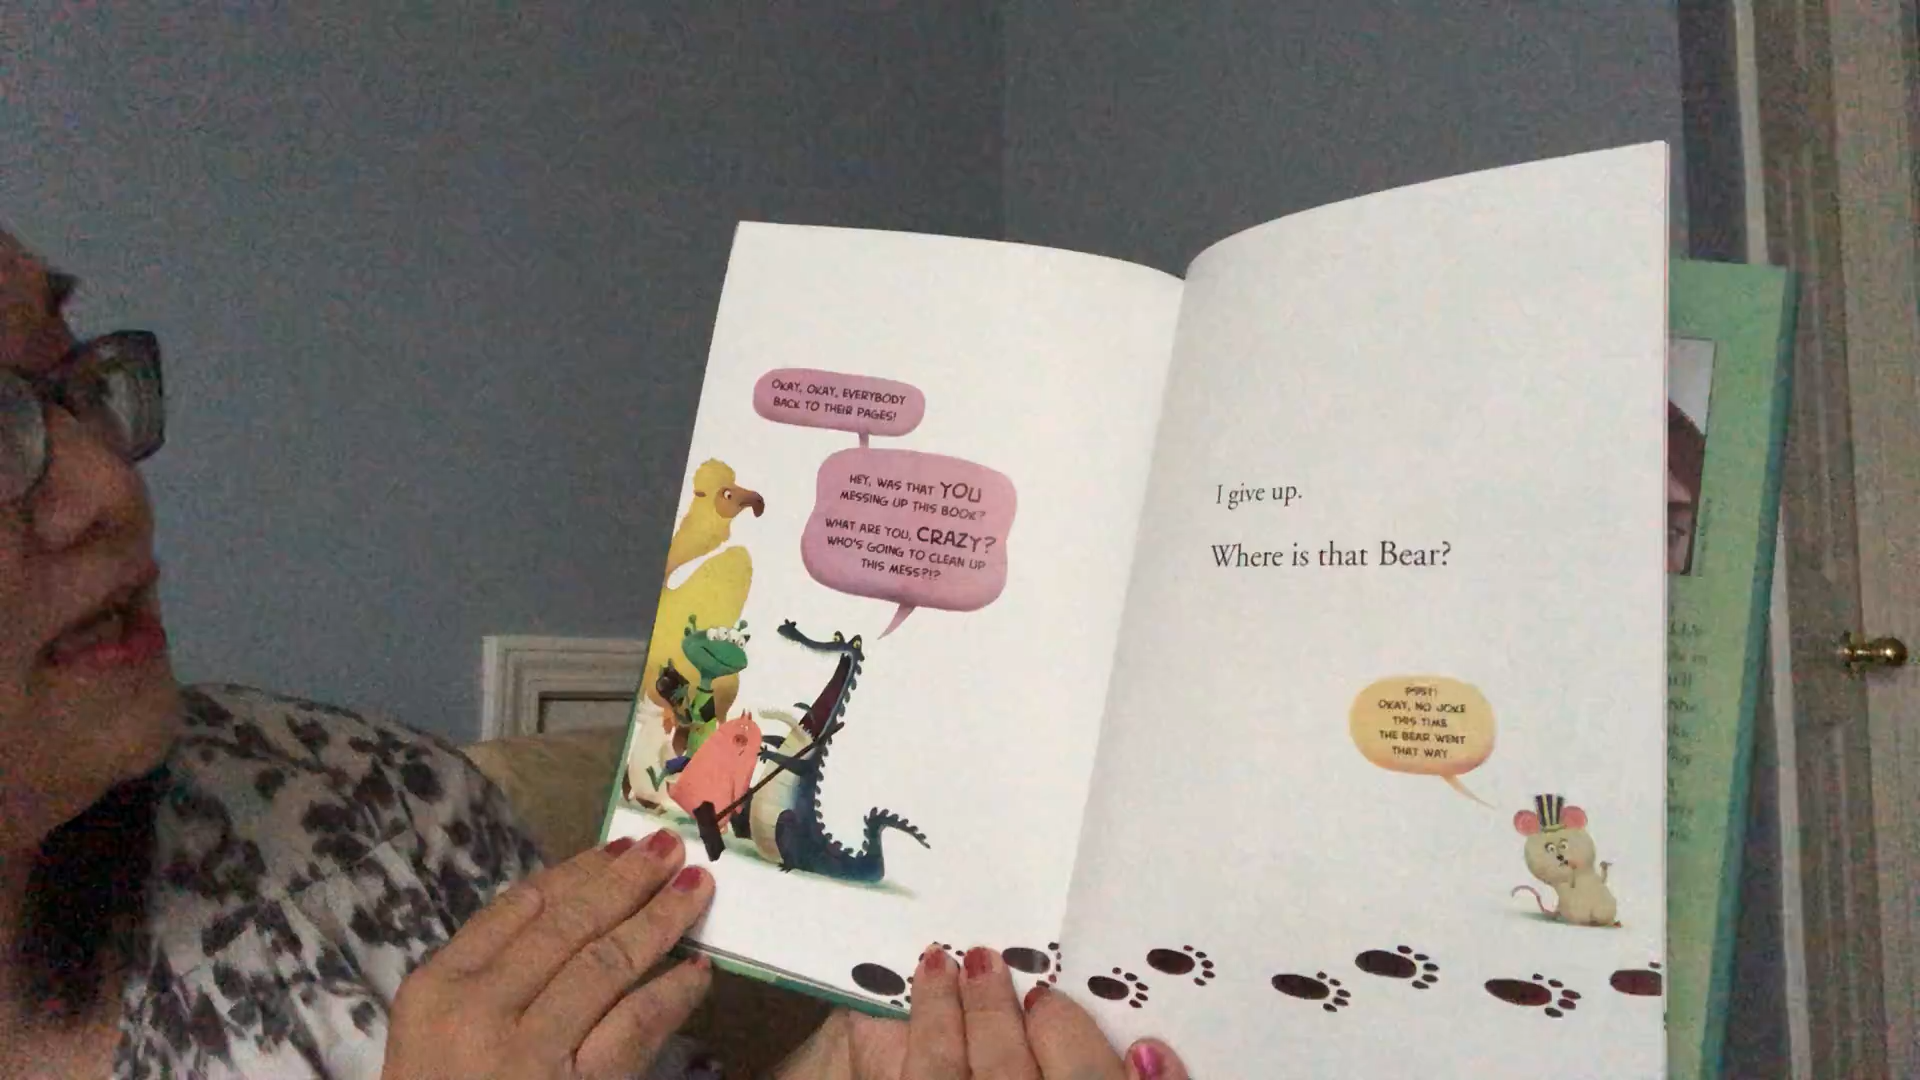 OKAY, OKAY, EVERYBODY
BACK TO THEIR PAGES!
HEY, WAS THAT YOU
MESSING UP THIS BOOK?
WHAT ARE YOU, CRAZY?
WHO'S GOING TO CLEAN UP
THIS MESS?!?
I give up.
Where is that Bear?
PSST!
OKAY, NO JOKE
THIS TIME
THE BEAR WENT
THAT WAY